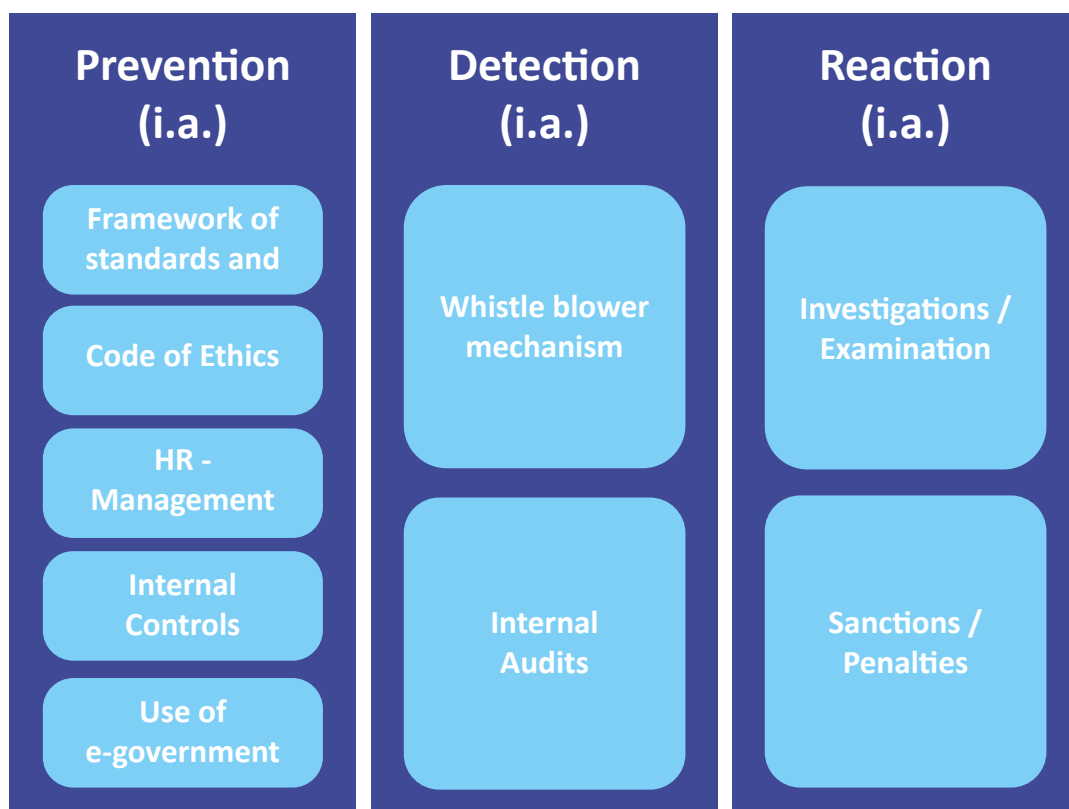 Prevention
(i.a.)
Framework of
standards and
Code of Ethics
HR -
Management
Internal
Controls
Use of
e-government
Detection
(i.a.)
Whistle blower
mechanism
Internal
Audits
Reaction
(i.a.)
Investigations /
Examination
Sanctions /
Penalties